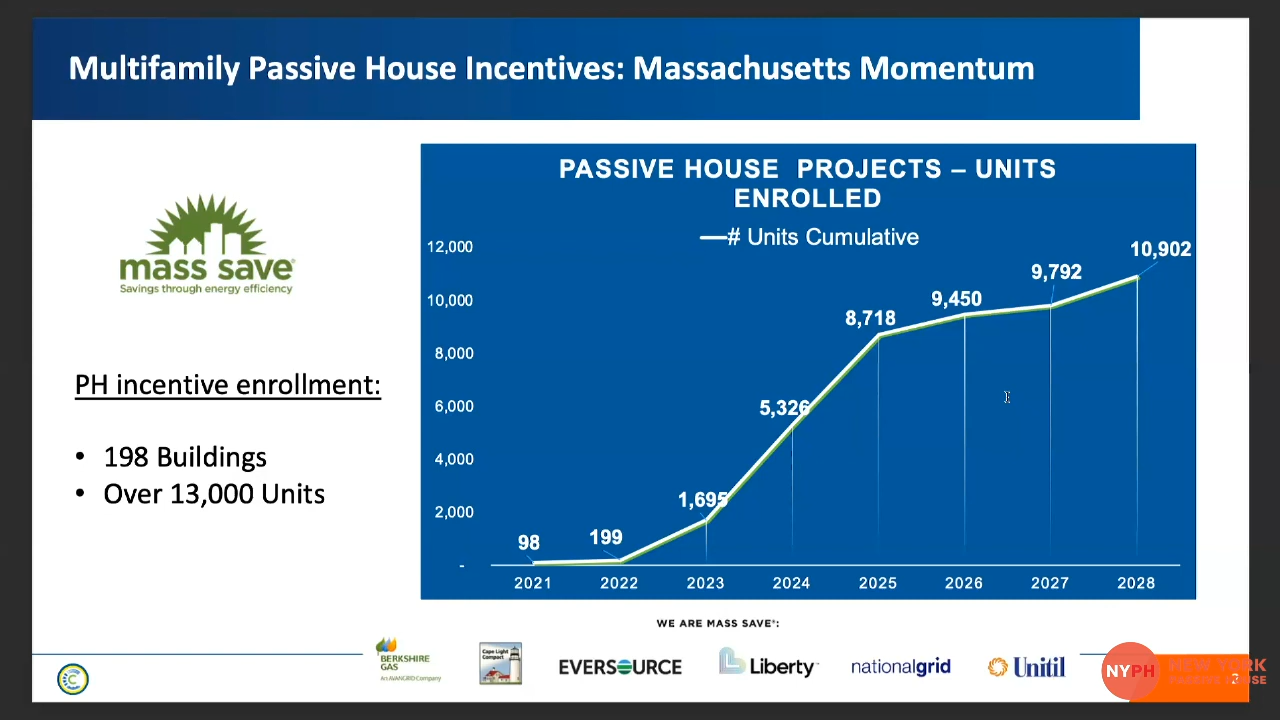 Multifamily Passive House Incentives: Massachusetts Momentum
mass save®
Savings through energy efficiency
PH incentive enrollment:
• 198 Buildings
• Over 13,000 Units
PASSIVE HOUSE PROJECTS – UNITS
ENROLLED
# Units Cumulative
12,000
10,000
8,000
6,000
4,000
2,000
-
98
199
1,695
5,326
8,718
9,450
9,792
10,902
2021 2022 2023 2024 2025 2026 2027 2028
WE ARE MASS SAVE®:
BERKSHIRE
GAS
An AVANGRID Company
Cape Light
Compact
EVERSOURCE
Liberty
nationalgrid
Unitil
NYPH
NEW YORK
PASSIVE HOUSE